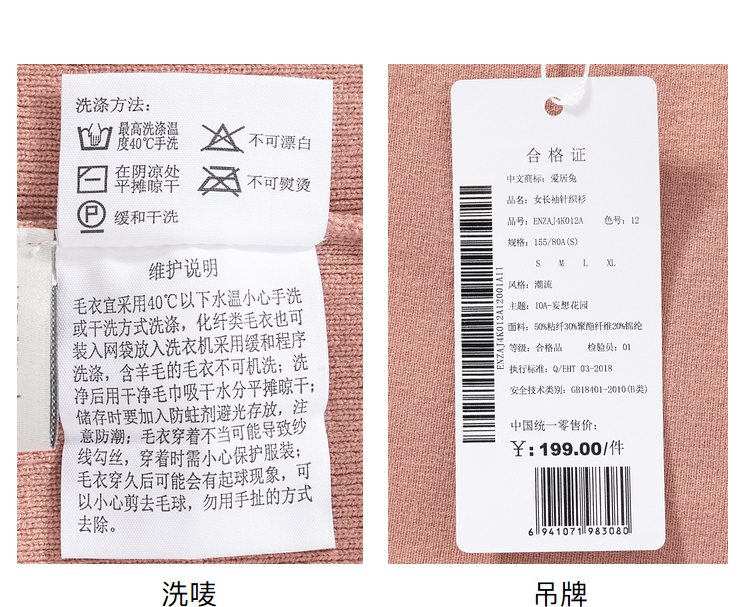 洗涤方法:
最高洗涤温
度40℃手洗
不可漂白
在阴凉处
平摊晾干
不可熨烫
P
缓和干洗
维护说明
毛衣宜采用40℃以下水温小心手洗
或干洗方式洗涤,化纤类毛衣也可
装入网袋放入洗衣机采用缓和程序
洗涤,含羊毛的毛衣不可机洗;洗
净后用干净毛巾吸干水分平摊晾干;
储存时要加入防蛀剂避光存放,注
意防潮;毛衣穿着不当可能导致纱
线勾丝,穿着时需小心保护服装;
毛衣穿久后可能会有起球现象,可
以小心剪去毛球,勿用手扯的方式
去除。
洗唛
合格证
中文商标:爱居兔
品名:女长袖针织衫
品号:ENZAJ4K012A 色号:12
规格:155/80A(S)
S M L XL
风格:潮流
主题:10A-妄想花园
面料:50%粘纤30%聚酯纤维20%锦纶
等级:合格品 检验员:01
执行标准:Q/EHT 03-2018
安全技术类别:GB18401-2010(B类)
ENZAJ4K012A12001A11
中国统一零售价:
¥:199.00/件
6 941071 983080
吊牌